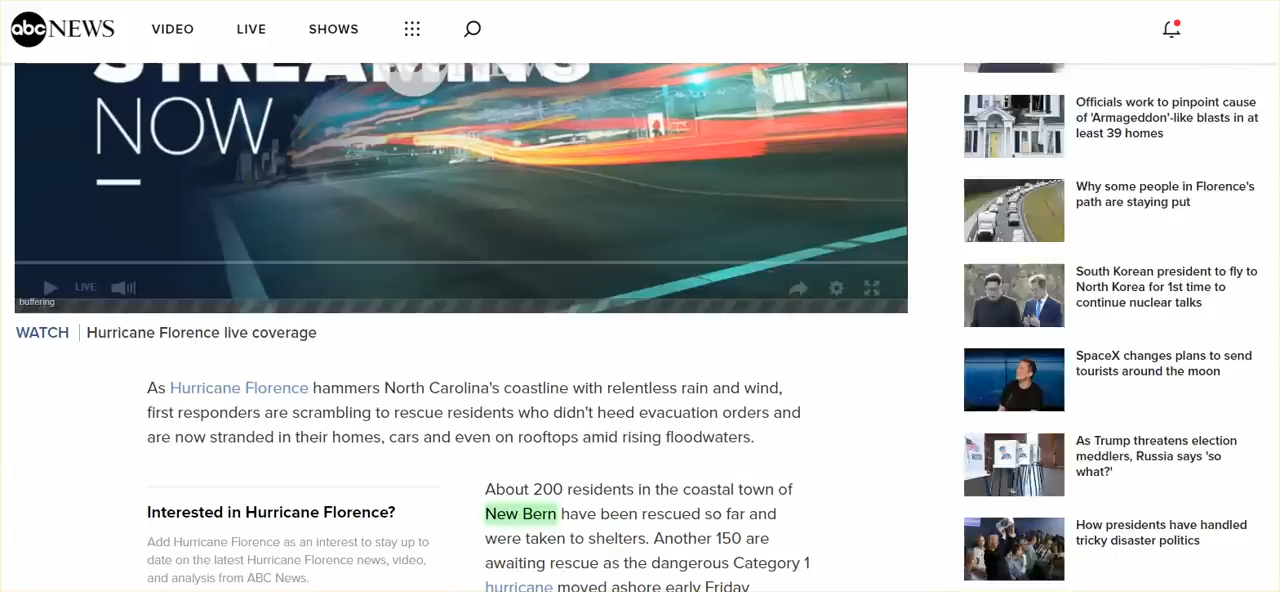 abc NEWS
VIDEO
LIVE
SHOWS
STREAMING
NOW
LIVE
buffering
WATCH
Hurricane Florence live coverage
As Hurricane Florence hammers North Carolina's coastline with relentless rain and wind,
first responders are scrambling to rescue residents who didn't heed evacuation orders and
are now stranded in their homes, cars and even on rooftops amid rising floodwaters.
Interested in Hurricane Florence?
Add Hurricane Florence as an interest to stay up to
date on the latest Hurricane Florence news, video,
and analysis from ABC News.
About 200 residents in the coastal town of
New Bern have been rescued so far and
were taken to shelters. Another 150 are
awaiting rescue as the dangerous Category 1
hurricane moved ashore early Friday
Officials work to pinpoint cause
of 'Armageddon'-like blasts in at
least 39 homes
Why some people in Florence's
path are staying put
South Korean president to fly to
North Korea for 1st time to
continue nuclear talks
SpaceX changes plans to send
tourists around the moon
As Trump threatens election
meddlers, Russia says 'so
what?'
How presidents have handled
tricky disaster politics